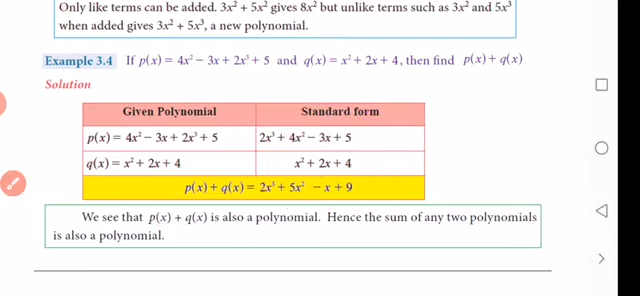 Only like terms can be added. 3x² + 5x² gives 8x² but unlike terms such as 3x² and 5x³
when added gives 3x² + 5x³, a new polynomial.
Example 3.4 If p(x) = 4x² − 3x + 2x³ + 5 and q(x) = x² + 2x + 4, then find p(x) + q(x)
Solution
Given Polynomial Standard form
p(x) = 4x² − 3x + 2x³ + 5 2x³ + 4x² − 3x + 5
q(x) = x² + 2x + 4 x² + 2x + 4
p(x) + q(x) = 2x³ + 5x² − x + 9
We see that p(x) + q(x) is also a polynomial. Hence the sum of any two polynomials
is also a polynomial.